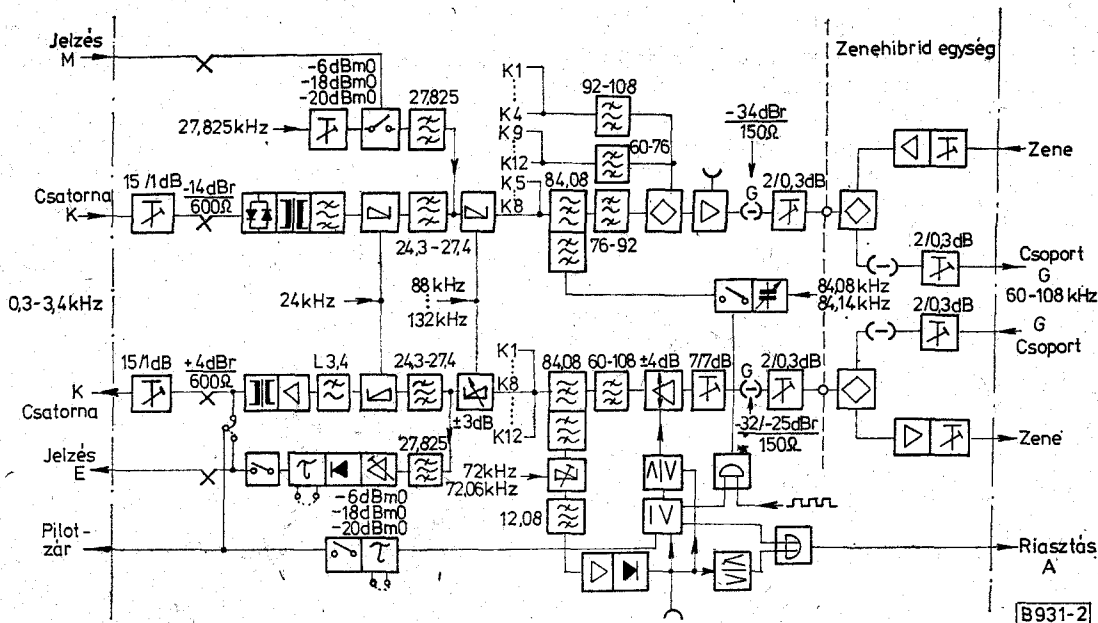 Jelzés
M
-6dBm0
-18dBm0
-20dBm0
27,825
27,825kHz
K1
K4
K9
K12
K5
K8
92-108
60-76
-34dBr
150Ω
1
Zenehibrid egység
Zene
Csatorna
K
15/1dB
-14dBr
600Ω
24,3-27,4
84,08
76-92
G
2/0,3dB
2/0,3dB
Csoport
G
60-108 kHz
0,3-3,4kHz
24kHz
88kHz
132kHz
84,08kHz
84,14kHz
2/0,3dB
G
Csoport
15/1dB
+4dBr
600Ω
L3,4
24,3-27,4
±3dB
K1
K8
K12
84,08
60-108
±4dB
7/7dB
G
2/0,3dB
K
Csatorna
-32/-25dBr
150Ω
Zene
Jelzés
E
τ
27,825
-6dBm0
-18dBm0
-20dBm0
72kHz
72,06kHz
12,08
Pilot-
zár
τ
Riasztás
A
B931-2